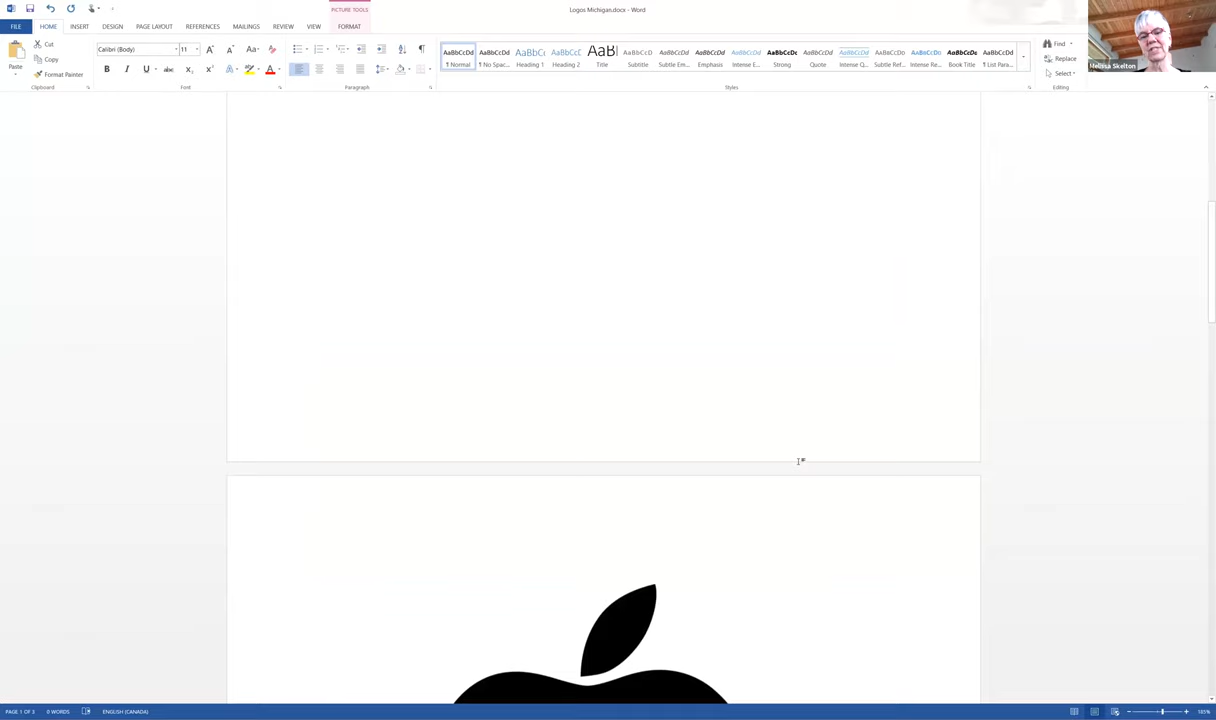 Logos Michigan.docx - Word
PICTURE TOOLS
FILE HOME INSERT DESIGN PAGE LAYOUT REFERENCES MAILINGS REVIEW VIEW FORMAT
Paste
Cut
Copy
Format Painter
Clipboard
Calibri (Body) 11
Font
Paragraph
AaBbCcDd AaBbCcDd AaBbC AaBbCcC AaBl AaBbCcD AaBbCcDd AaBbCcDd AaBbCcDd AaBbCcDc AaBbCcDd AaBbCcDd AaBbCcDd AaBbCcDc AaBbCcDd AaBbCcDd
¶ Normal ¶ No Spac... Heading 1 Heading 2 Title Subtitle Subtle Em... Emphasis Intense E... Strong Quote Intense Q... Subtle Ref... Intense Re... Book Title ¶ List Para...
Styles
Find
Replace
Select
Editing
Melissa Skelton
PAGE 1 OF 3 0 WORDS ENGLISH (CANADA)
185%